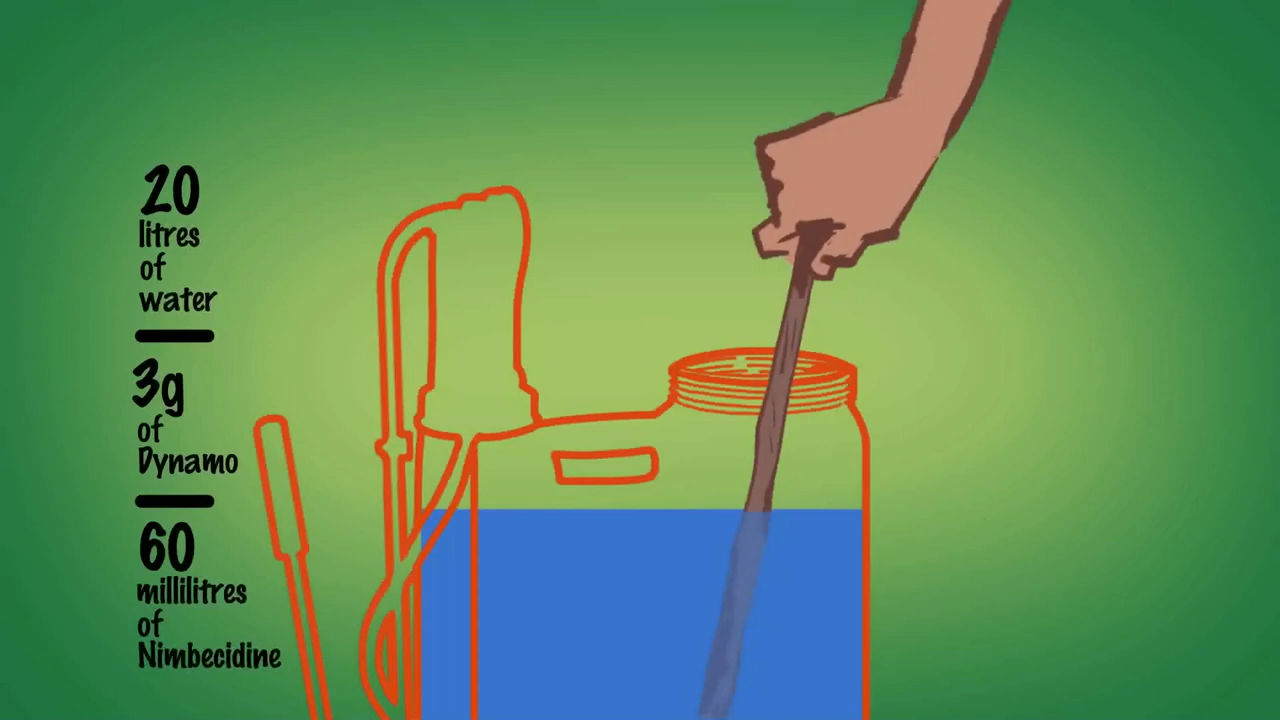 20
litres
of
water
3g
of
Dynamo
60
millilitres
of
Nimbecidine